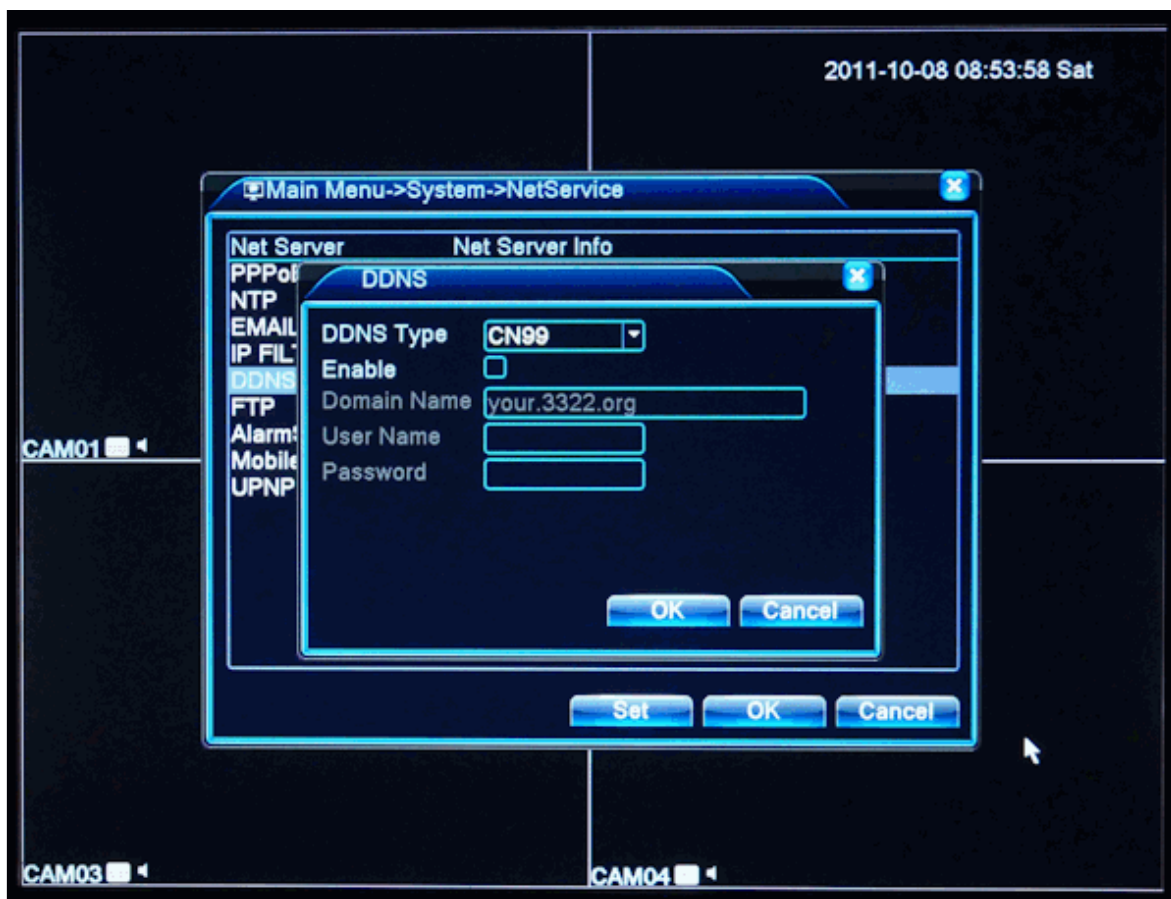 2011-10-08 08:53:58 Sat
Main Menu->System->NetService
Net Server Net Server Info
DDNS
NTP
EMAIL
DDNS
FTP
UPNP
DDNS Type CN99
Enable
Domain Name your.3322.org
User Name
Password
OK Cancel
Set OK Cancel
CAM01
CAM03
CAM04